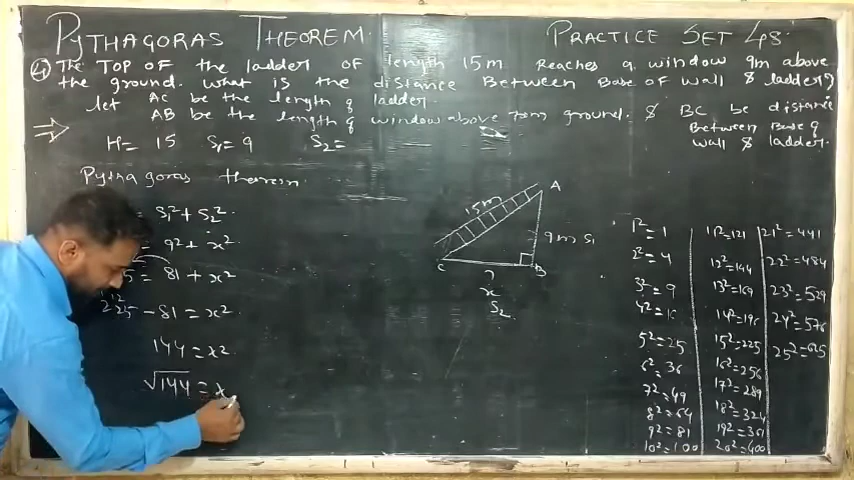 PYTHAGORAS THEOREM. PRACTICE SET 48.
4) The TOP OF the ladder OF length 15m Reaches a window 9m above
the ground. what is the distance Between Base OF wall & ladder?
let AC be the length of ladder.
AB be the length of window above from ground. & BC be distance
Between Base of
wall & ladder.
⇒ H= 15 S₁= 9 S₂=
Pythagoras theorem.
= S₁² + S₂².
= 9² + x².
= 81 + x²
225 - 81 = x².
144 = x²
√144 = x
A
15m
9m S₁
C
B
?
x
S₂
1²=1
2²=4
3²=9
4²=16
5²=25
6²=36
7²=49
8²=64
9²=81
10²=100
11²=121
12²=144
13²=169
14²=196
15²=225
16²=256
17²=289
18²=324
19²=361
20²=400
21²=441
22²=484
23²=529
24²=576
25²=625